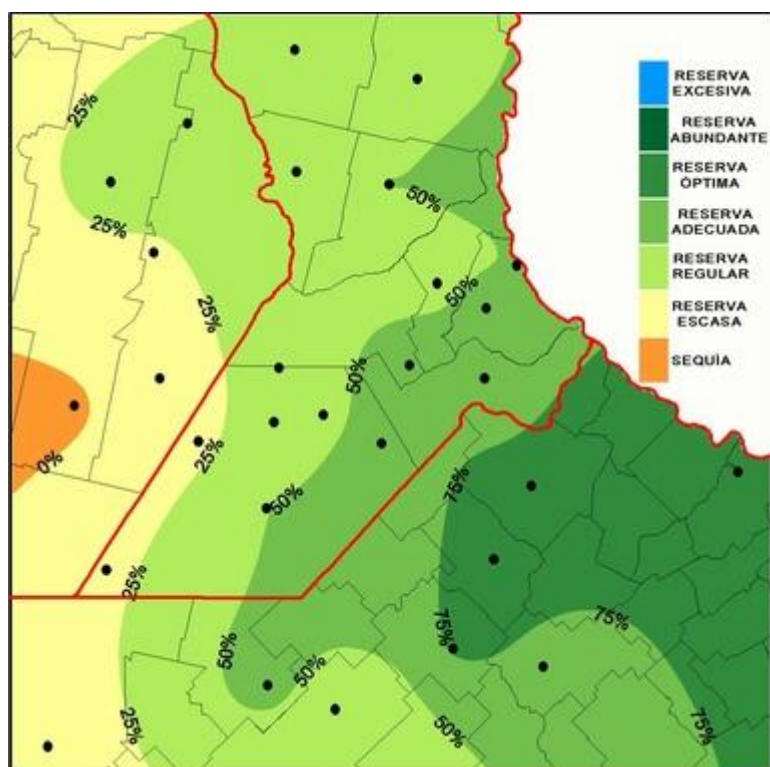 RESERVA
EXCESIVA
RESERVA
ABUNDANTE
RESERVA
ÓPTIMA
RESERVA
ADECUADA
RESERVA
REGULAR
RESERVA
ESCASA
SEQUÌA
25%
25%
50%
50%
25%
50%
25%
0%
50%
75%
25%
75%
75%
50%
50%
25%
50%
75%